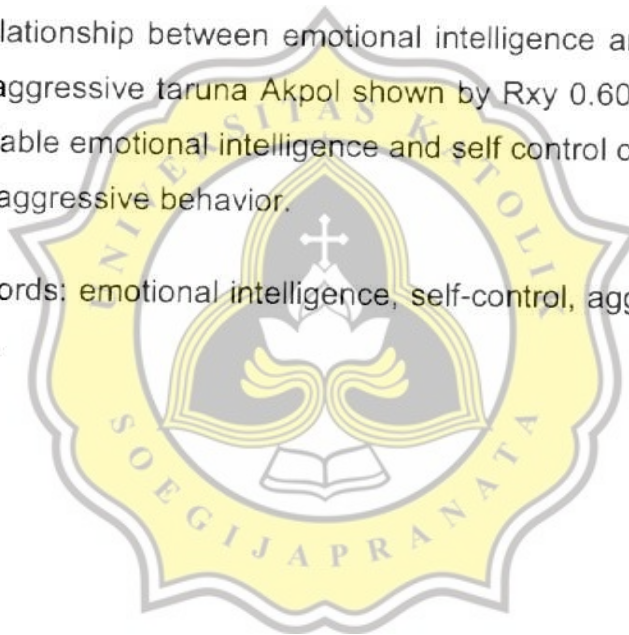 lationship between emotional intelligence a
aggressive taruna Akpol shown by Rxy 0.60
able emotional intelligence and self control
aggressive behavior.
ords: emotional intelligence, self-control, agg
UNIVERSITAS KATOLIK
SOEGIJAPRANATA